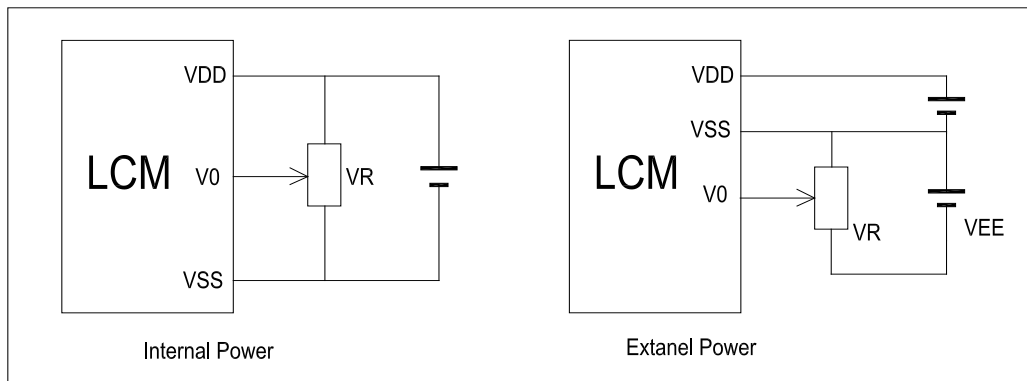 VDD
LCM
V0
VR
VSS
Internal Power
VDD
VSS
LCM
V0
VR
VEE
Extanel Power